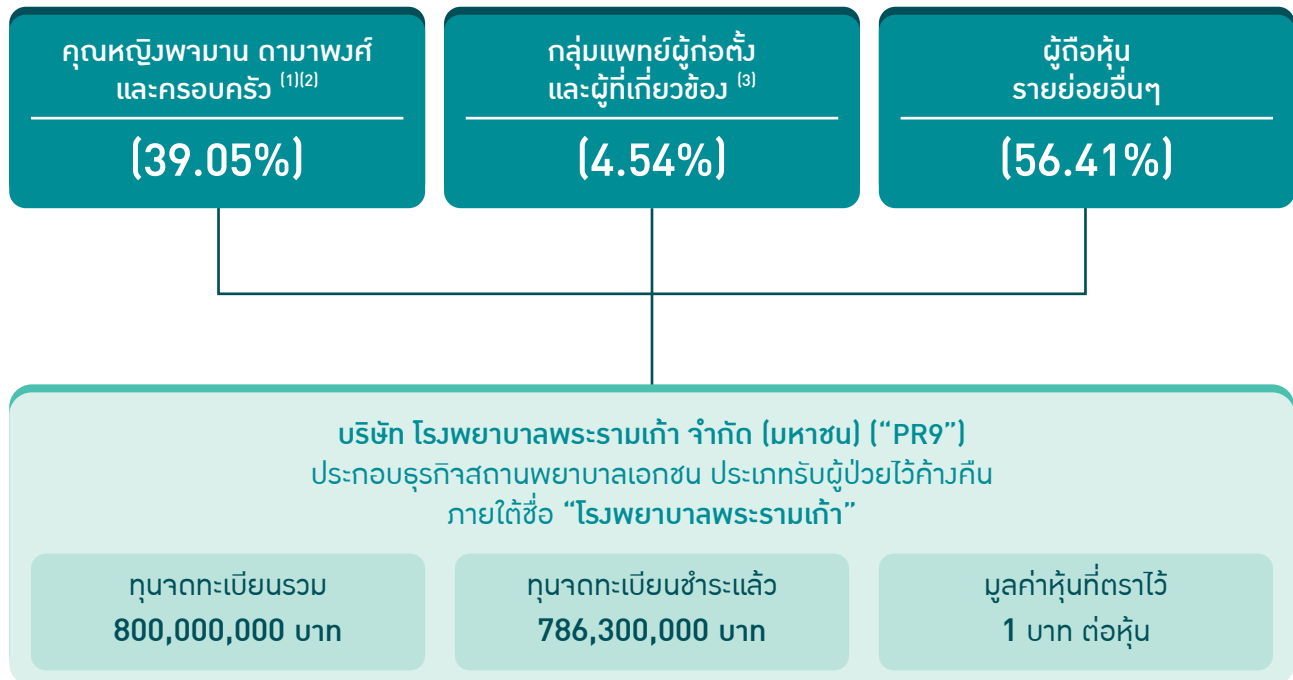 คุณหญิงพจมาน ดามาพงศ์
และครอบครัว (1)(2)
(39.05%)
กลุ่มแพทย์ผู้ก่อตั้ง
และผู้ที่เกี่ยวข้อง (3)
(4.54%)
ผู้ถือหุ้น
รายย่อยอื่นๆ
(56.41%)
บริษัท โรงพยาบาลพระรามเก้า จำกัด (มหาชน) (“PR9”)
ประกอบธุรกิจสถานพยาบาลเอกชน ประเภทรับผู้ป่วยไว้ค้างคืน
ภายใต้ชื่อ “โรงพยาบาลพระรามเก้า”
ทุนจดทะเบียนรวม
800,000,000 บาท
ทุนจดทะเบียนชำระแล้ว
786,300,000 บาท
มูลค่าหุ้นที่ตราไว้
1 บาท ต่อหุ้น